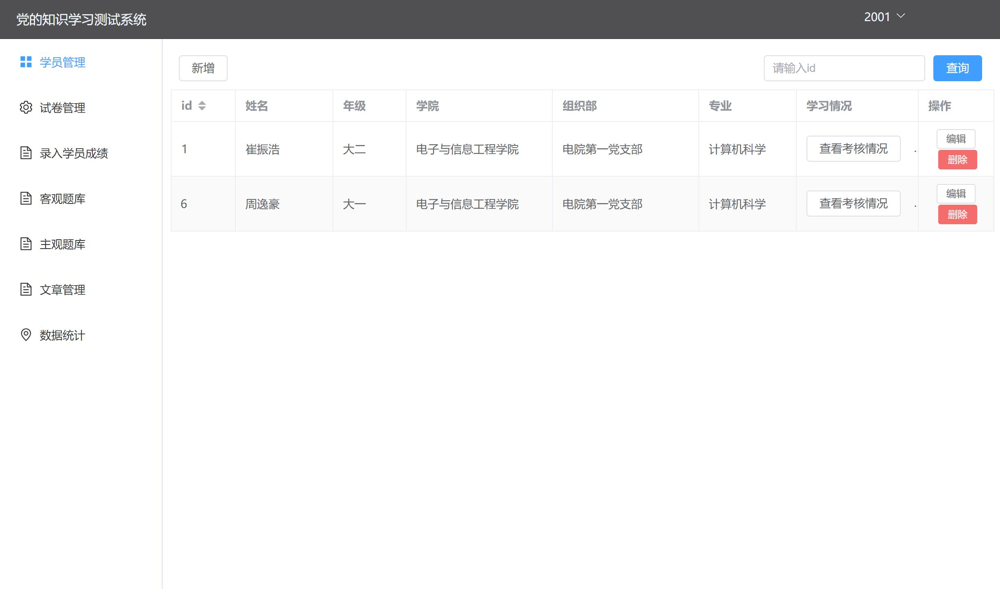 党的知识学习测试系统
2001
学员管理
试卷管理
录入学员成绩
客观题库
主观题库
文章管理
数据统计
新增
请输入id
查询
id 姓名 年级 学院 组织部 专业 学习情况 操作
1 崔振浩 大二 电子与信息工程学院 电院第一党支部 计算机科学 查看考核情况 .. 编辑
删除
6 周逸豪 大一 电子与信息工程学院 电院第一党支部 计算机科学 查看考核情况 .. 编辑
删除